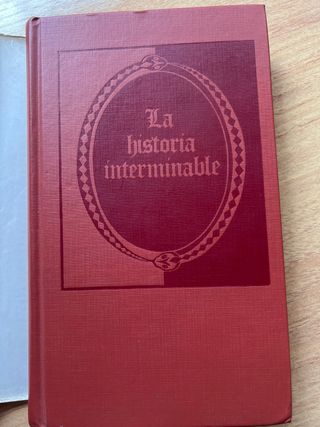 La
historia
interminable